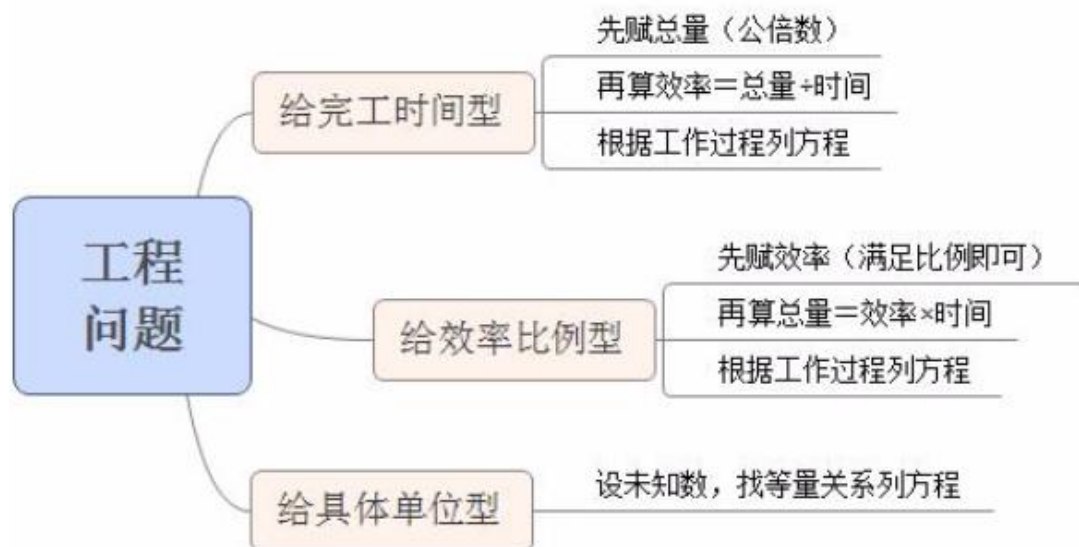 工程
问题
给完工时间型
先赋总量（公倍数）
再算效率＝总量÷时间
根据工作过程列方程
给效率比例型
先赋效率（满足比例即可）
再算总量＝效率×时间
根据工作过程列方程
给具体单位型
设未知数，找等量关系列方程